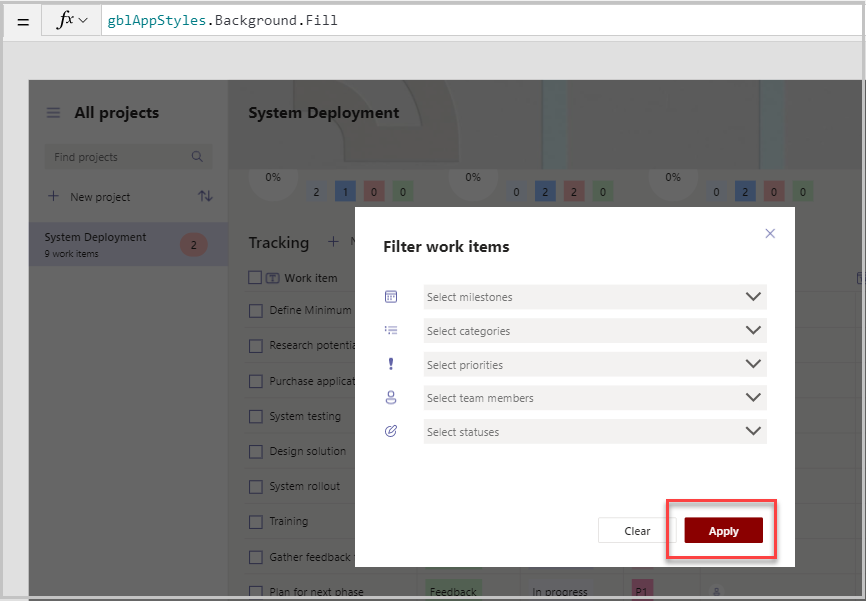 fx
gblAppStyles.Background.Fill
All projects
Find projects
New project
System Deployment
9 work items
2
System Deployment
0%
2 1 0 0
0%
0 2 2 0
0%
0 2 0 0
Tracking
Work item
Define Minimum
Research
Purchase
System testing
Design solution
System rollout
Training
Gather feedback
Plan for next phase
Feedback
In progress
P1
Filter work items
Select milestones
Select categories
Select priorities
Select team members
Select statuses
Clear
Apply